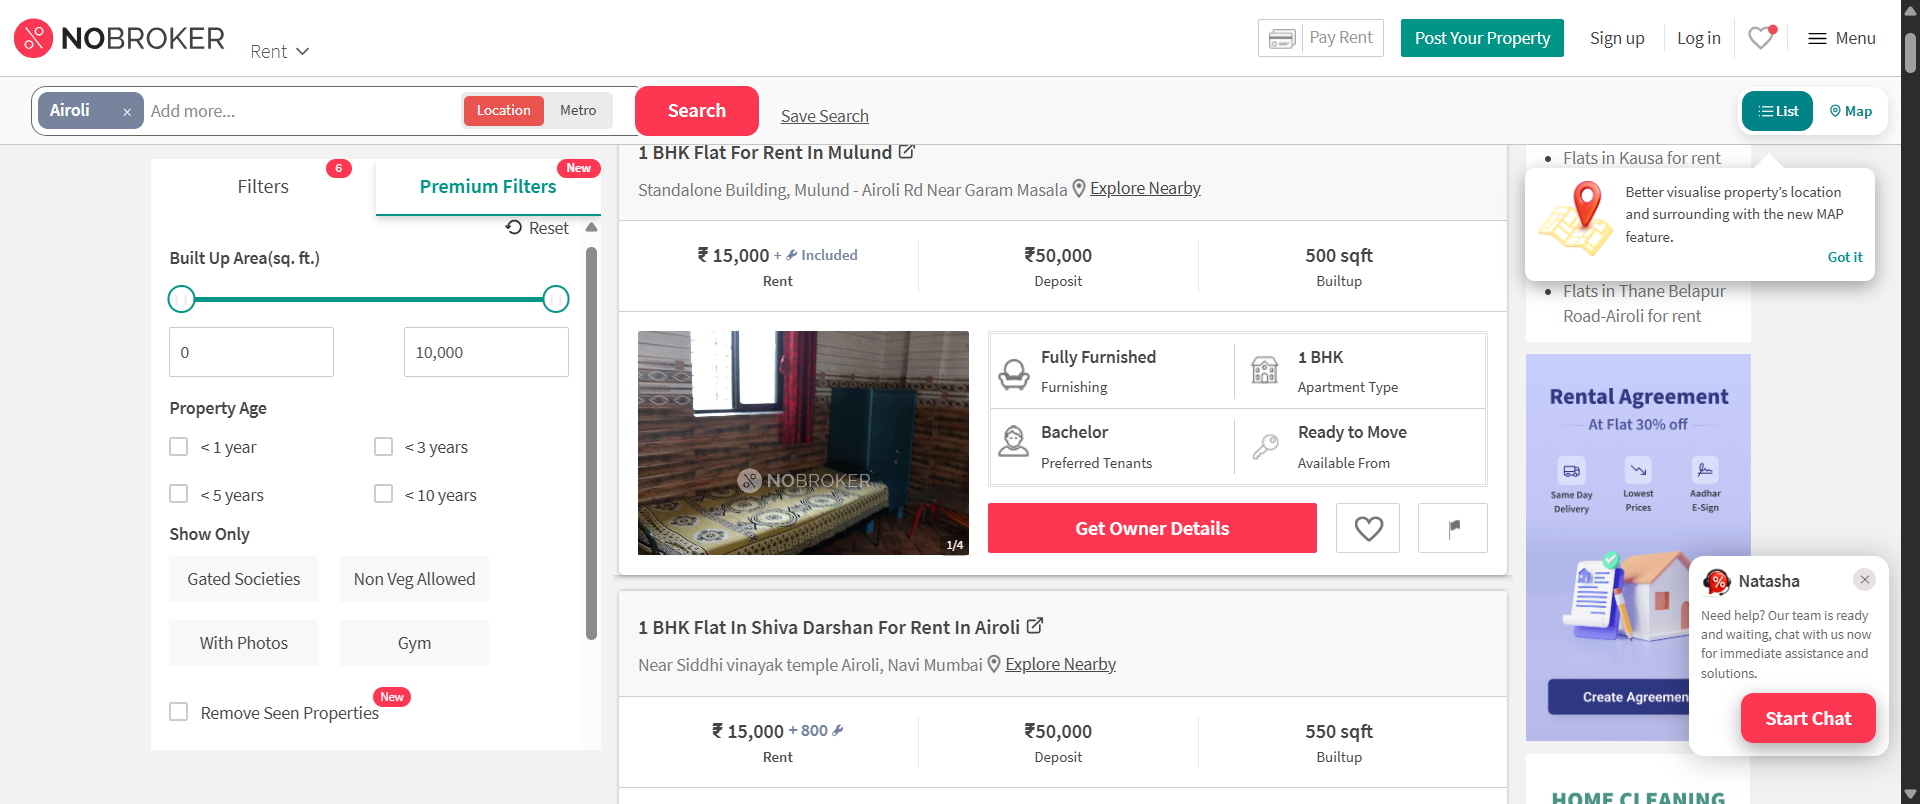 NOBROKER
Rent
Pay Rent
Post Your Property
Sign up
Log in
Menu
Airoli ×
Add more...
Location
Metro
Search
Save Search
List
Map
Filters
6
Premium Filters
New
Reset
Built Up Area(sq. ft.)
0
10,000
Property Age
< 1 year
< 3 years
< 5 years
< 10 years
Show Only
Gated Societies
Non Veg Allowed
With Photos
Gym
Remove Seen Properties
New
1 BHK Flat For Rent In Mulund
Standalone Building, Mulund - Airoli Rd Near Garam Masala
Explore Nearby
₹ 15,000 + Included
Rent
₹50,000
Deposit
500 sqft
Builtup
NOBROKER
1/4
Fully Furnished
Furnishing
1 BHK
Apartment Type
Bachelor
Preferred Tenants
Ready to Move
Available From
Get Owner Details
1 BHK Flat In Shiva Darshan For Rent In Airoli
Near Siddhi vinayak temple Airoli, Navi Mumbai
Explore Nearby
₹ 15,000 + 800
Rent
₹50,000
Deposit
550 sqft
Builtup
Flats in Kausa for rent
Better visualise property's location
and surrounding with the new MAP
feature.
Got it
Flats in Thane Belapur
Road-Airoli for rent
Rental Agreement
At Flat 30% off
Same Day
Delivery
Lowest
Prices
Aadhar
E-Sign
Create Agreemen
Natasha
Need help? Our team is ready
and waiting, chat with us now
for immediate assistance and
solutions.
Start Chat
HOME CLEANING